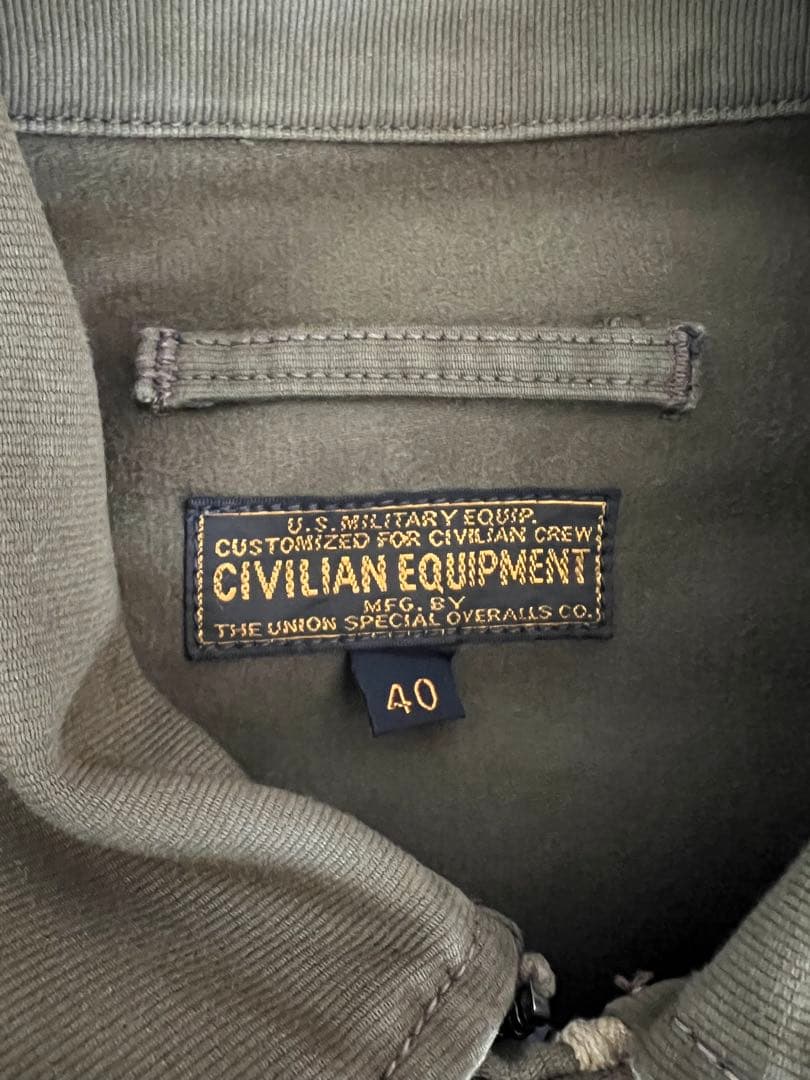 U.S. MILITARY EQUIP.
CUSTOMIZED FOR CIVILIAN CREW
CIVILIAN EQUIPMENT
MFG. BY
THE UNION SPECIAL OVERALLS CO.
40